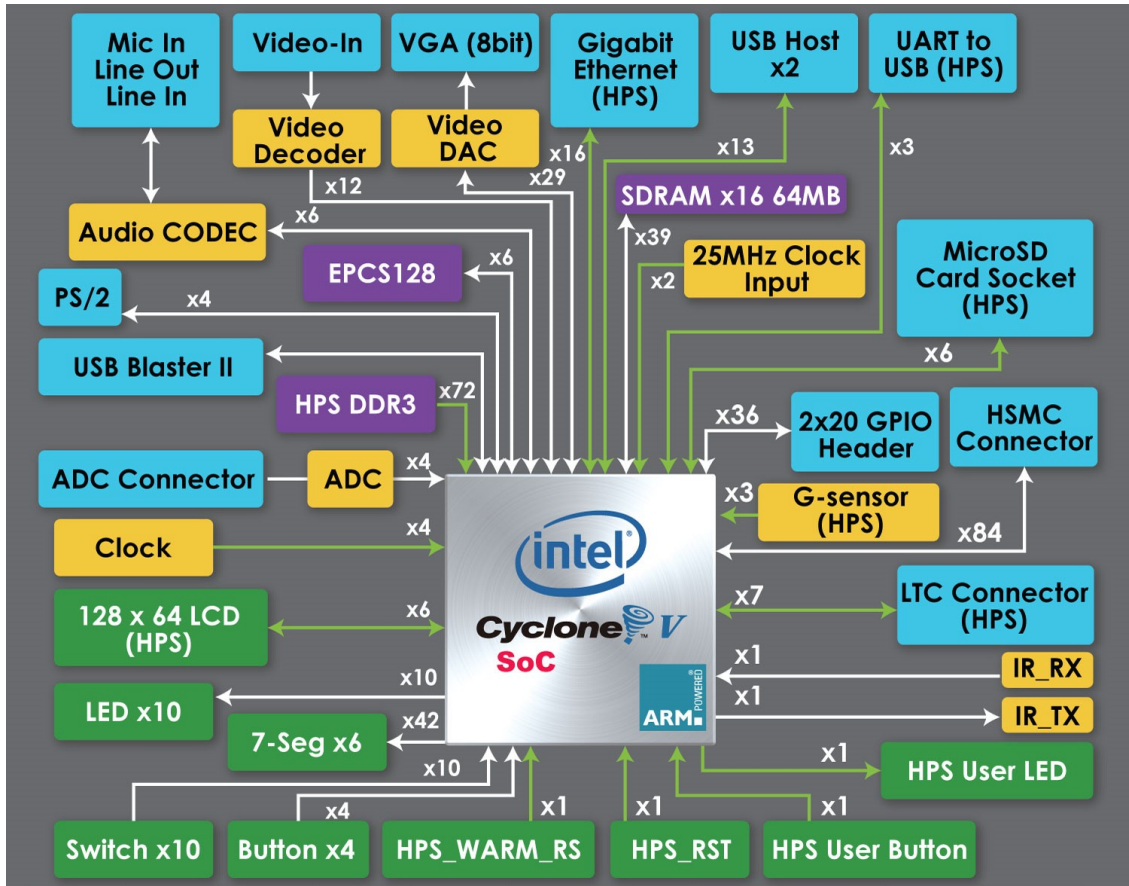 Mic In
Line Out
Line In
Video-In
VGA (8bit)
Gigabit
Ethernet
(HPS)
USB Host
x2
UART to
USB (HPS)
Video
Decoder
Video
DAC
x16
x13
x3
x12
x29
SDRAM x16 64MB
Audio CODEC
x6
x39
EPCS128
x6
x2
25MHz Clock
Input
MicroSD
Card Socket
(HPS)
PS/2
x4
USB Blaster II
x6
HPS DDR3
x72
x36
2x20 GPIO
Header
HSMC
Connector
ADC Connector
ADC
x4
x3
G-sensor
(HPS)
Clock
x4
x84
intel
128 x 64 LCD
(HPS)
x6
Cyclone V
TM
SoC
x7
LTC Connector
(HPS)
x1
IR_RX
LED x10
x10
ARM
POWERED
®
x1
IR_TX
7-Seg x6
x42
x1
HPS User LED
x10
x4
x1
x1
x1
Switch x10
Button x4
HPS_WARM_RS
HPS_RST
HPS User Button